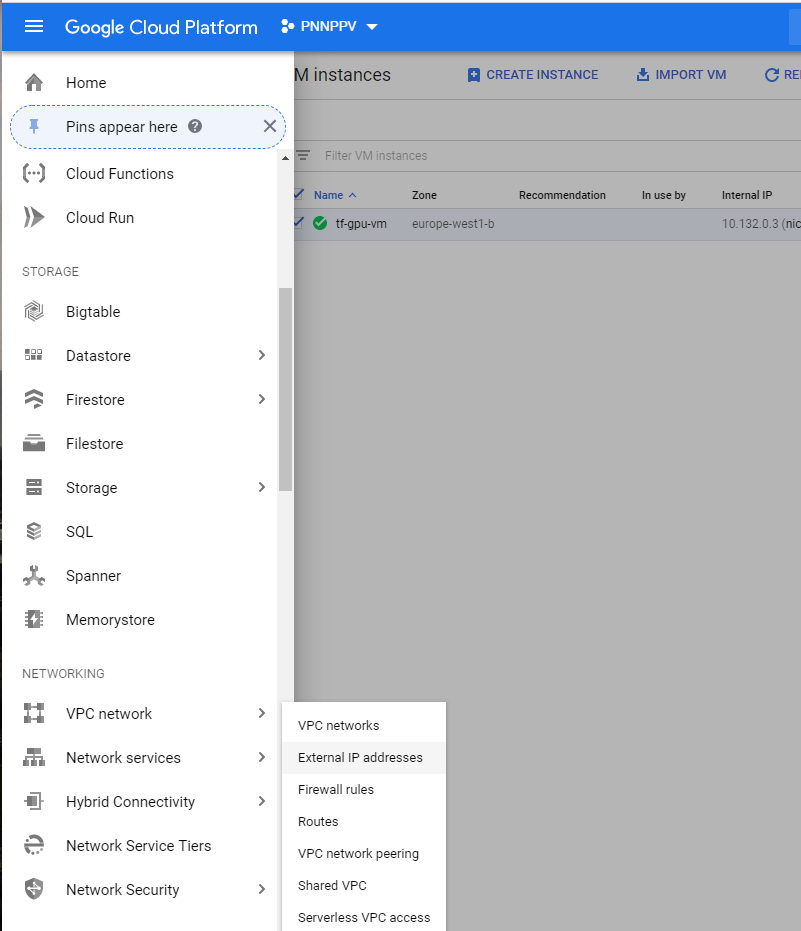 Google Cloud Platform
PNNPPV
Home
Pins appear here
Cloud Functions
Cloud Run
STORAGE
Bigtable
Datastore
Firestore
Filestore
Storage
SQL
Spanner
Memorystore
NETWORKING
VPC network
Network services
Hybrid Connectivity
Network Service Tiers
Network Security
VPC networks
External IP addresses
Firewall rules
Routes
VPC network peering
Shared VPC
Serverless VPC access
M instances CREATE INSTANCE IMPORT VM RE
Filter VM instances
Name Zone Recommendation In use by Internal IP
tf-gpu-vm europe-west1-b 10.132.0.3 (nic